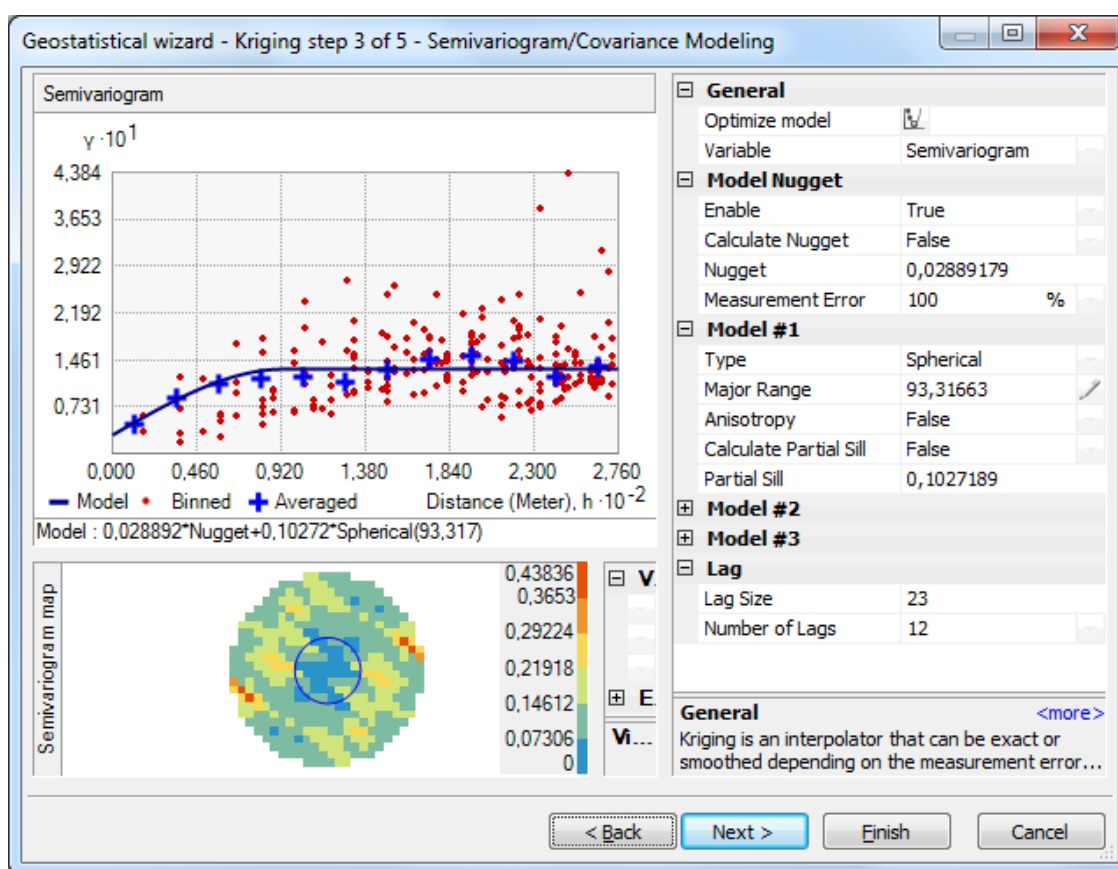 Geostatistical wizard - Kriging step 3 of 5 - Semivariogram/Covariance Modeling
Semivariogram
γ ·10¹
4,384
3,653
2,922
2,192
1,461
0,731
0,000 0,460 0,920 1,380 1,840 2,300 2,760
Model Binned Averaged Distance (Meter), h ·10⁻²
Model : 0,028892*Nugget+0,10272*Spherical(93,317)
Semivariogram map
0,43836
0,3653
0,29224
0,21918
0,14612
0,07306
0
V.
E.
Vi...
General
Optimize model
Variable Semivariogram
Model Nugget
Enable True
Calculate Nugget False
Nugget 0,02889179
Measurement Error 100 %
Model #1
Type Spherical
Major Range 93,31663
Anisotropy False
Calculate Partial Sill False
Partial Sill 0,1027189
Model #2
Model #3
Lag
Lag Size 23
Number of Lags 12
General <more>
Kriging is an interpolator that can be exact or
smoothed depending on the measurement error...
< Back Next > Finish Cancel